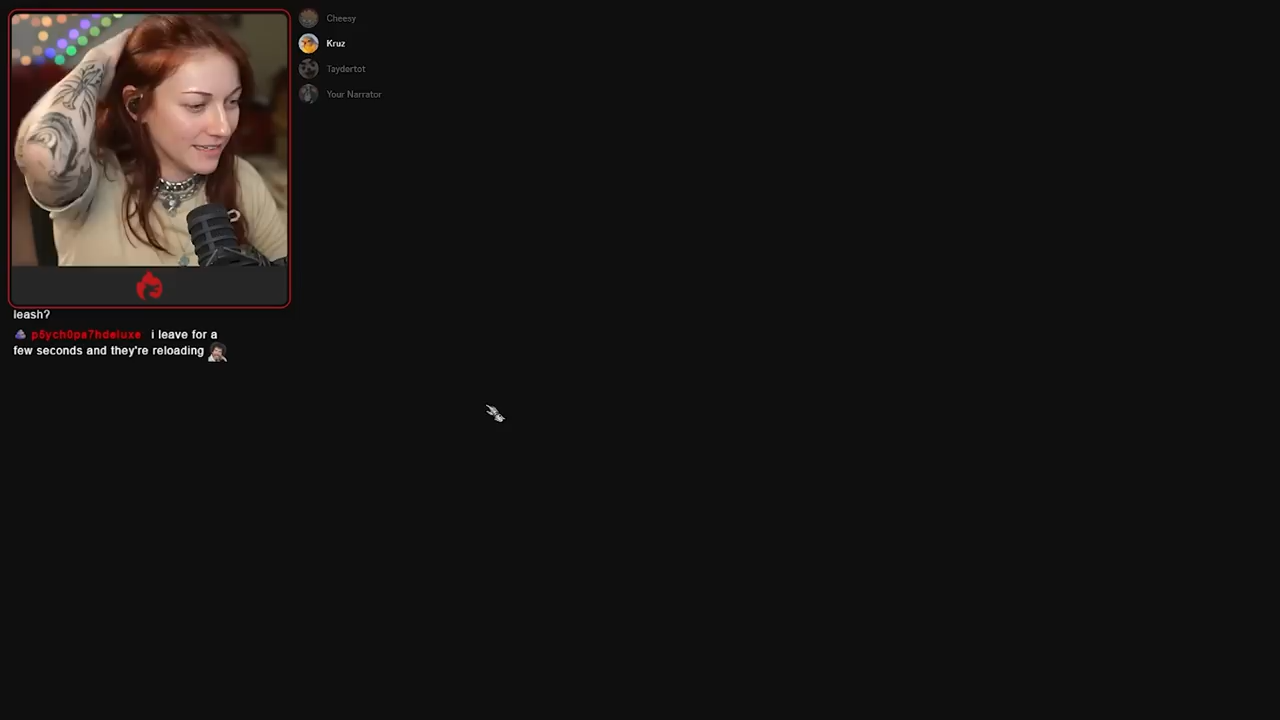 Cheesy
Kruz
Taydertot
Your Narrator
leash?
p5ych0pa7hdeluxe i leave for a
few seconds and they're reloading